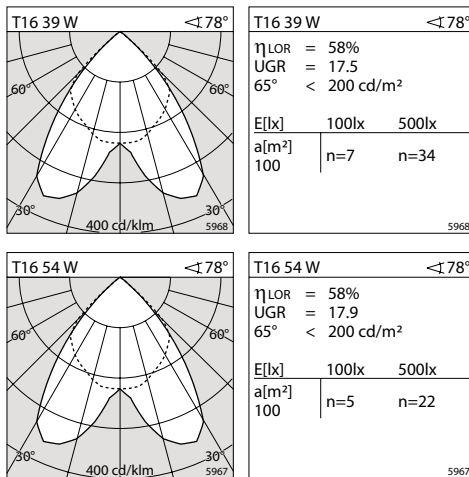 T16 39 W ∢78°
60° 60°
30° 30°
400 cd/klm 5968
T16 39 W ∢78°
ηLOR = 58%
UGR = 17.5
65° < 200 cd/m²
E[lx] 100lx 500lx
a[m²]
100 n=7 n=34
5968
T16 54 W ∢78°
60° 60°
30° 30°
400 cd/klm 5967
T16 54 W ∢78°
ηLOR = 58%
UGR = 17.9
65° < 200 cd/m²
E[lx] 100lx 500lx
a[m²]
100 n=5 n=22
5967